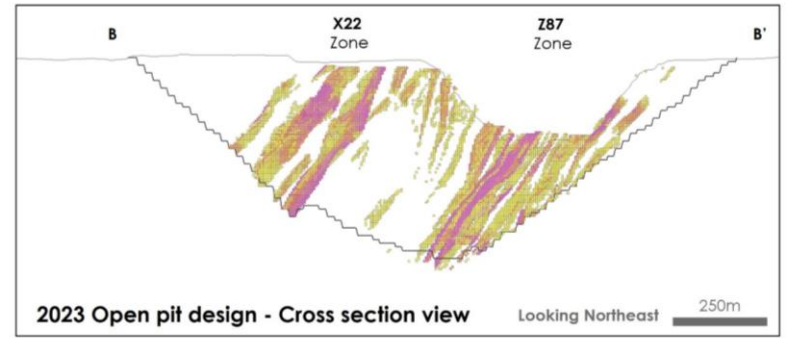 B
X22
Zone
Z87
Zone
B'
2023 Open pit design - Cross section view
Looking Northeast
250m